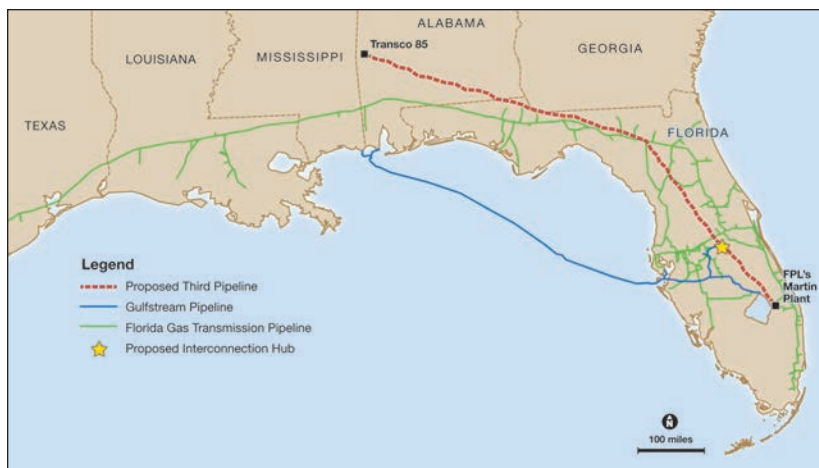 ALABAMA
Transco 85
GEORGIA
MISSISSIPPI
LOUISIANA
TEXAS
FLORIDA
Legend
Proposed Third Pipeline
Gulfstream Pipeline
Florida Gas Transmission Pipeline
Proposed Interconnection Hub
FPL's
Martin
Plant
N
100 miles